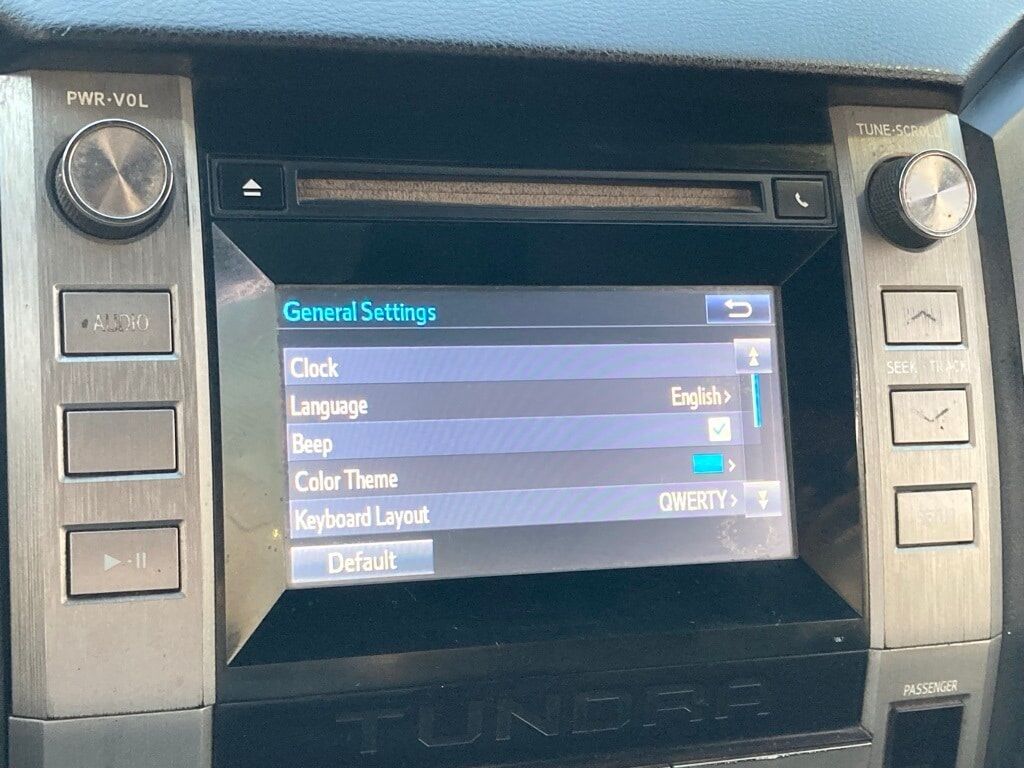 PWR•VOL
TUNE•SCROLL
AUDIO
General Settings
Clock
Language English >
SEEK TRACK
Beep
Color Theme >
Keyboard Layout QWERTY >
Default
TUNDRA
PASSENGER